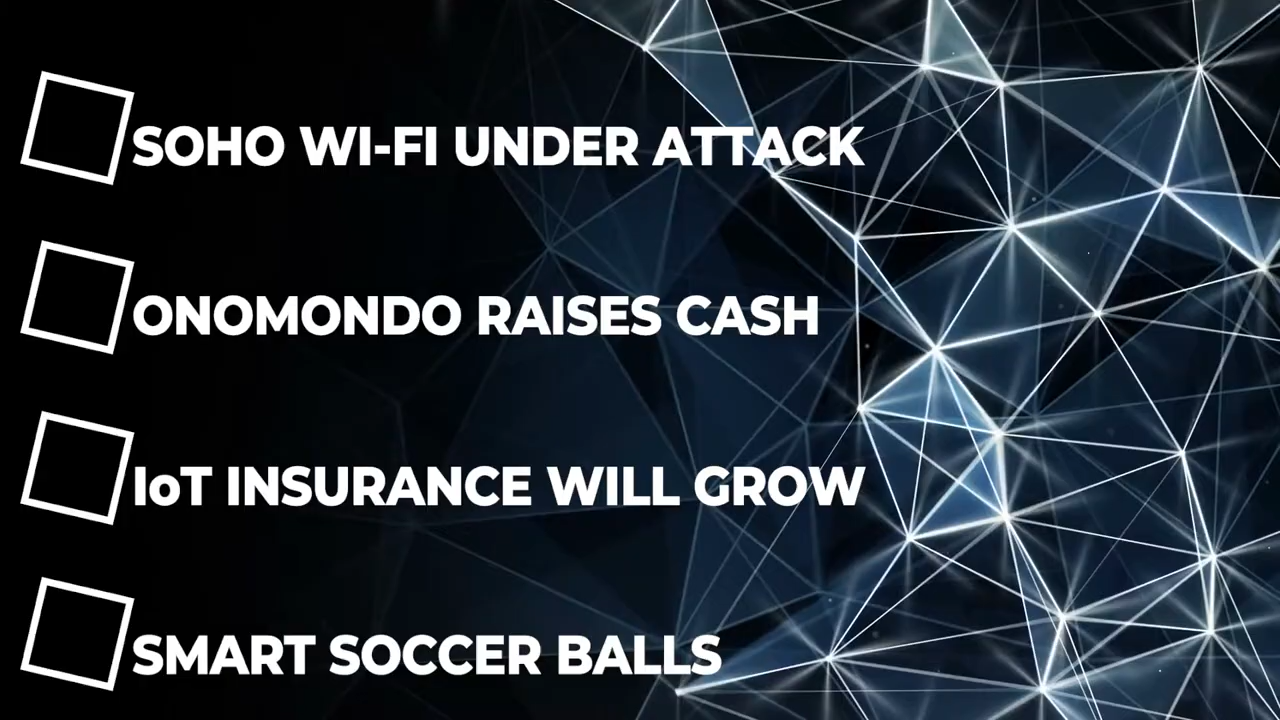 SOHO WI-FI UNDER ATTACK
ONOMONDO RAISES CASH
IoT INSURANCE WILL GROW
SMART SOCCER BALLS